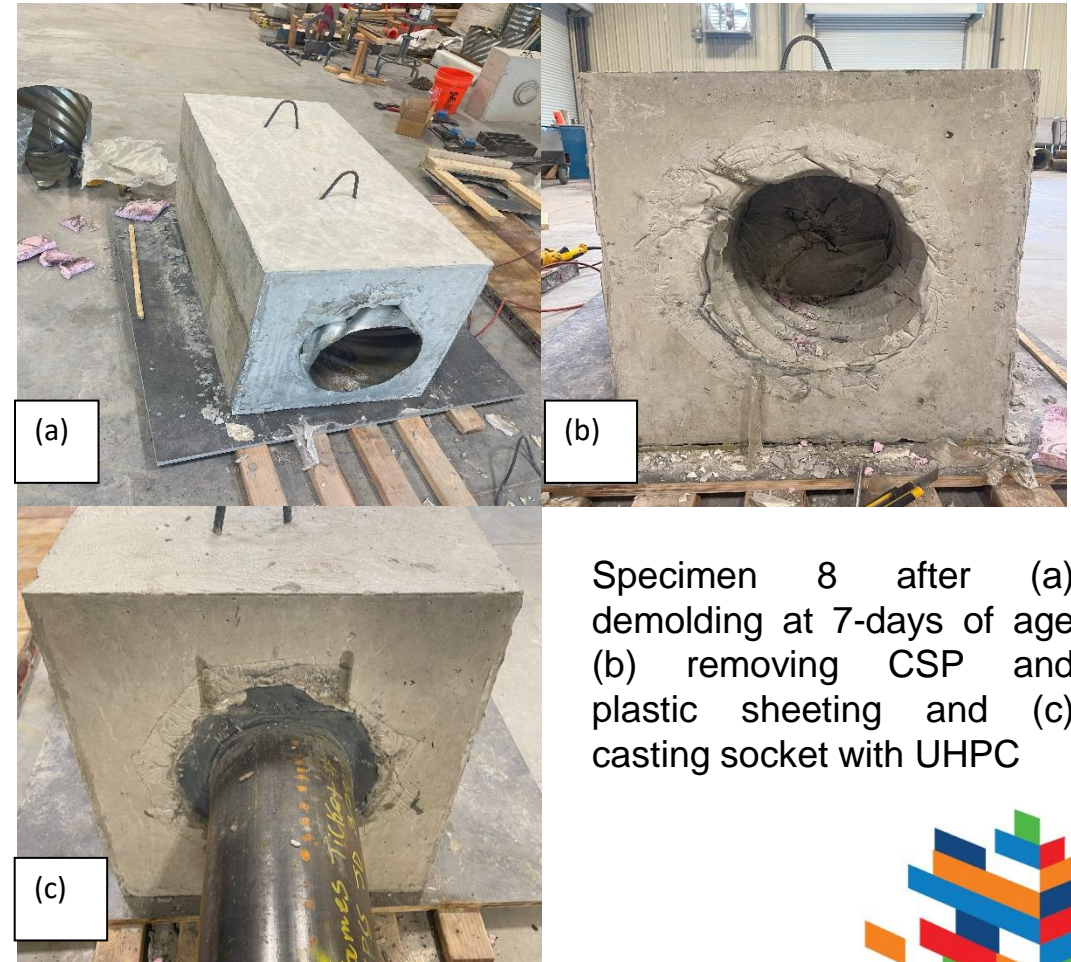 (a)
(b)
(c)
Specimen 8 after (a)
demolding at 7-days of age
(b) removing CSP and
plastic sheeting and (c)
casting socket with UHPC